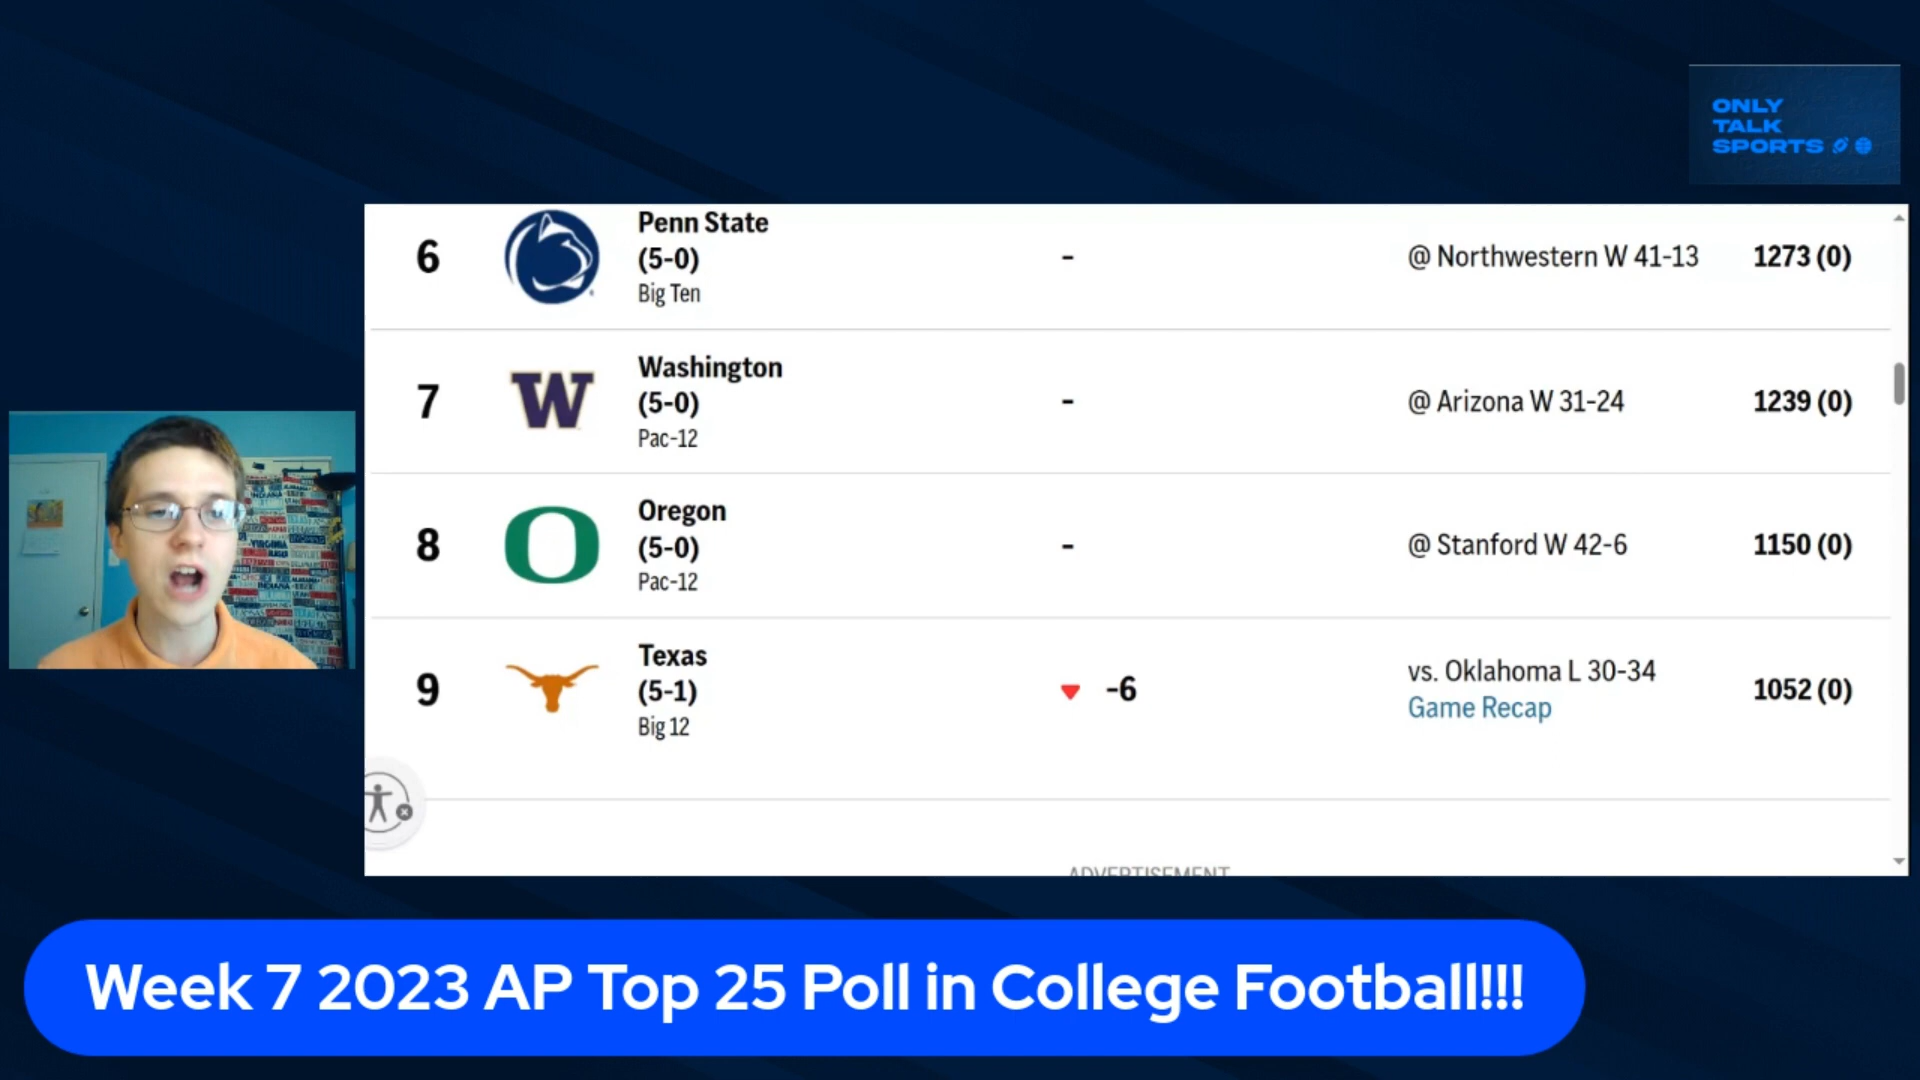 ONLY
TALK
SPORTS
6
Penn State
(5-0)
Big Ten
-
@ Northwestern W 41-13
1273 (0)
7
W
Washington
(5-0)
Pac-12
-
@ Arizona W 31-24
1239 (0)
8
O
Oregon
(5-0)
Pac-12
-
@ Stanford W 42-6
1150 (0)
9
Texas
(5-1)
Big 12
-6
vs. Oklahoma L 30-34
Game Recap
1052 (0)
ADVERTISEMENT
VIRGINIA
INDIANA
Week 7 2023 AP Top 25 Poll in College Football!!!